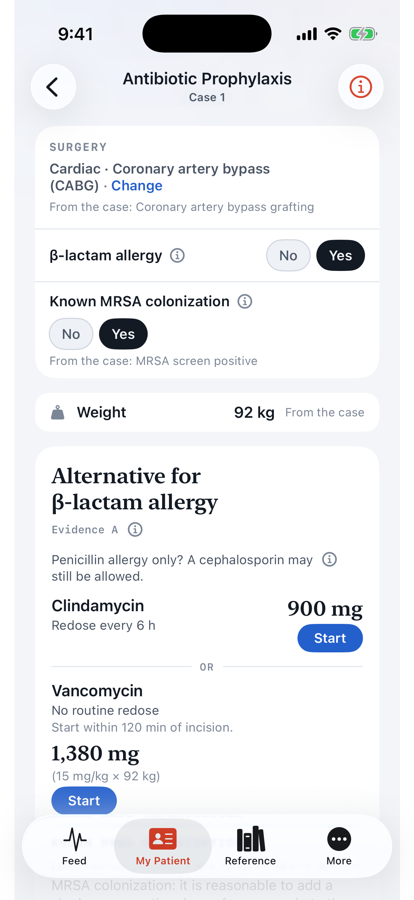 9:41
Antibiotic Prophylaxis
Case 1
SURGERY
Cardiac · Coronary artery bypass
(CABG) · Change
From the case: Coronary artery bypass grafting
β-lactam allergy
No
Yes
Known MRSA colonization
No
Yes
From the case: MRSA screen positive
Weight
92 kg
From the case
Alternative for
β-lactam allergy
Evidence A
Penicillin allergy only? A cephalosporin may
still be allowed.
Clindamycin
900 mg
Redose every 6 h
Start
OR
Vancomycin
No routine redose
Start within 120 min of incision.
1,380 mg
(15 mg/kg × 92 kg)
Start
Feed
My Patient
Reference
More
MRSA colonization: it is reasonable to add a